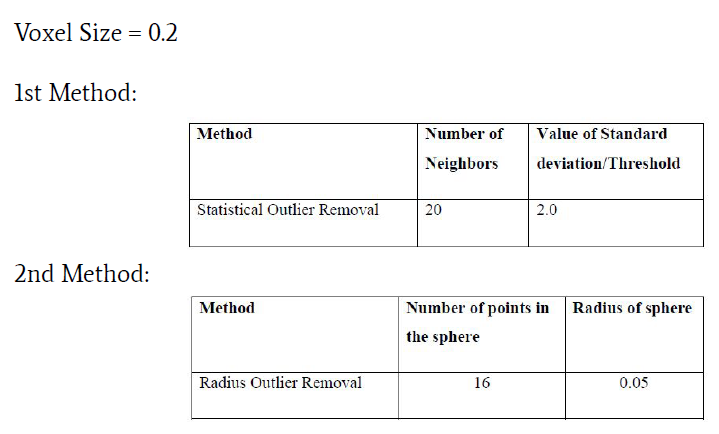 Voxel Size = 0.2
1st Method:
Method Number of Neighbors Value of Standard deviation/Threshold
Statistical Outlier Removal 20 2.0
2nd Method:
Method Number of points in the sphere Radius of sphere
Radius Outlier Removal 16 0.05